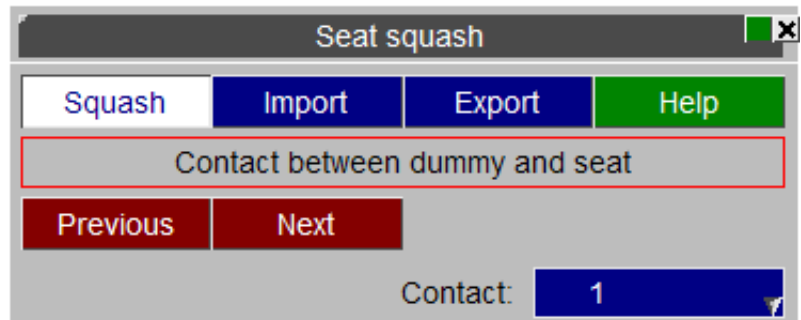 Seat squash
Squash Import Export Help
Contact between dummy and seat
Previous Next
Contact: 1